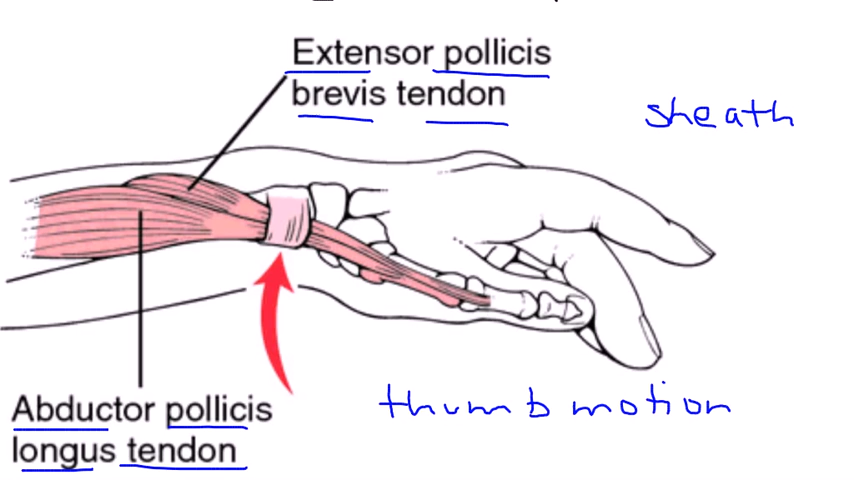 Extensor pollicis
brevis tendon
sheath
Abductor pollicis
longus tendon
thumb motion